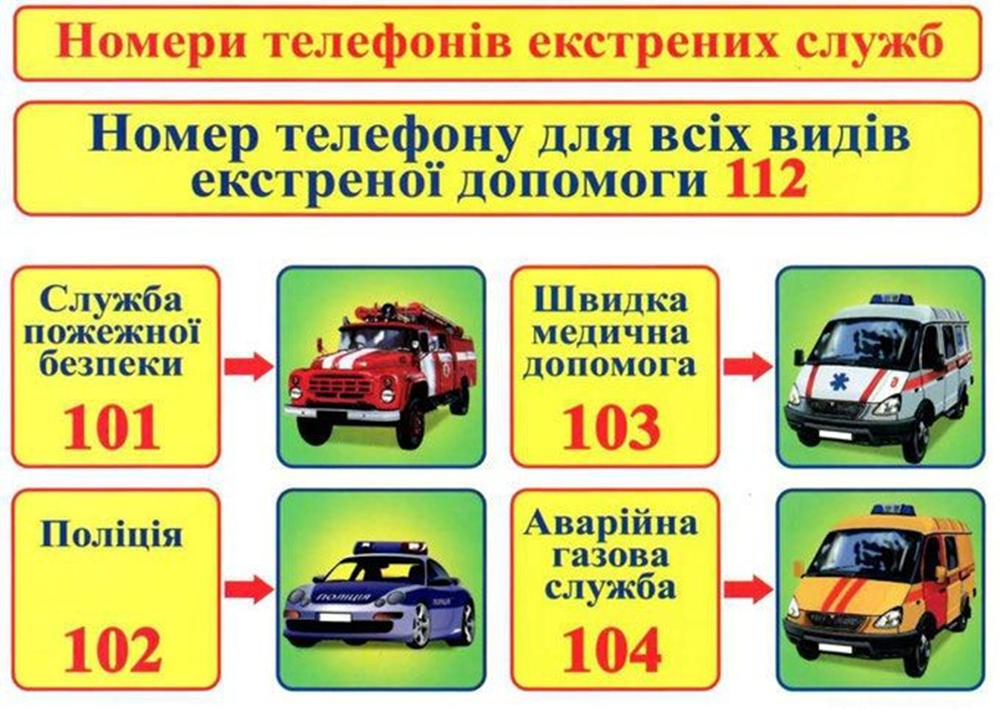 Номери телефонів екстрених служб
Номер телефону для всіх видів
екстреної допомоги 112
Служба
пожежної
безпеки
101
Швидка
медична
допомога
103
Поліція
102
ПОЛІЦІЯ
Аварійна
газова
служба
104